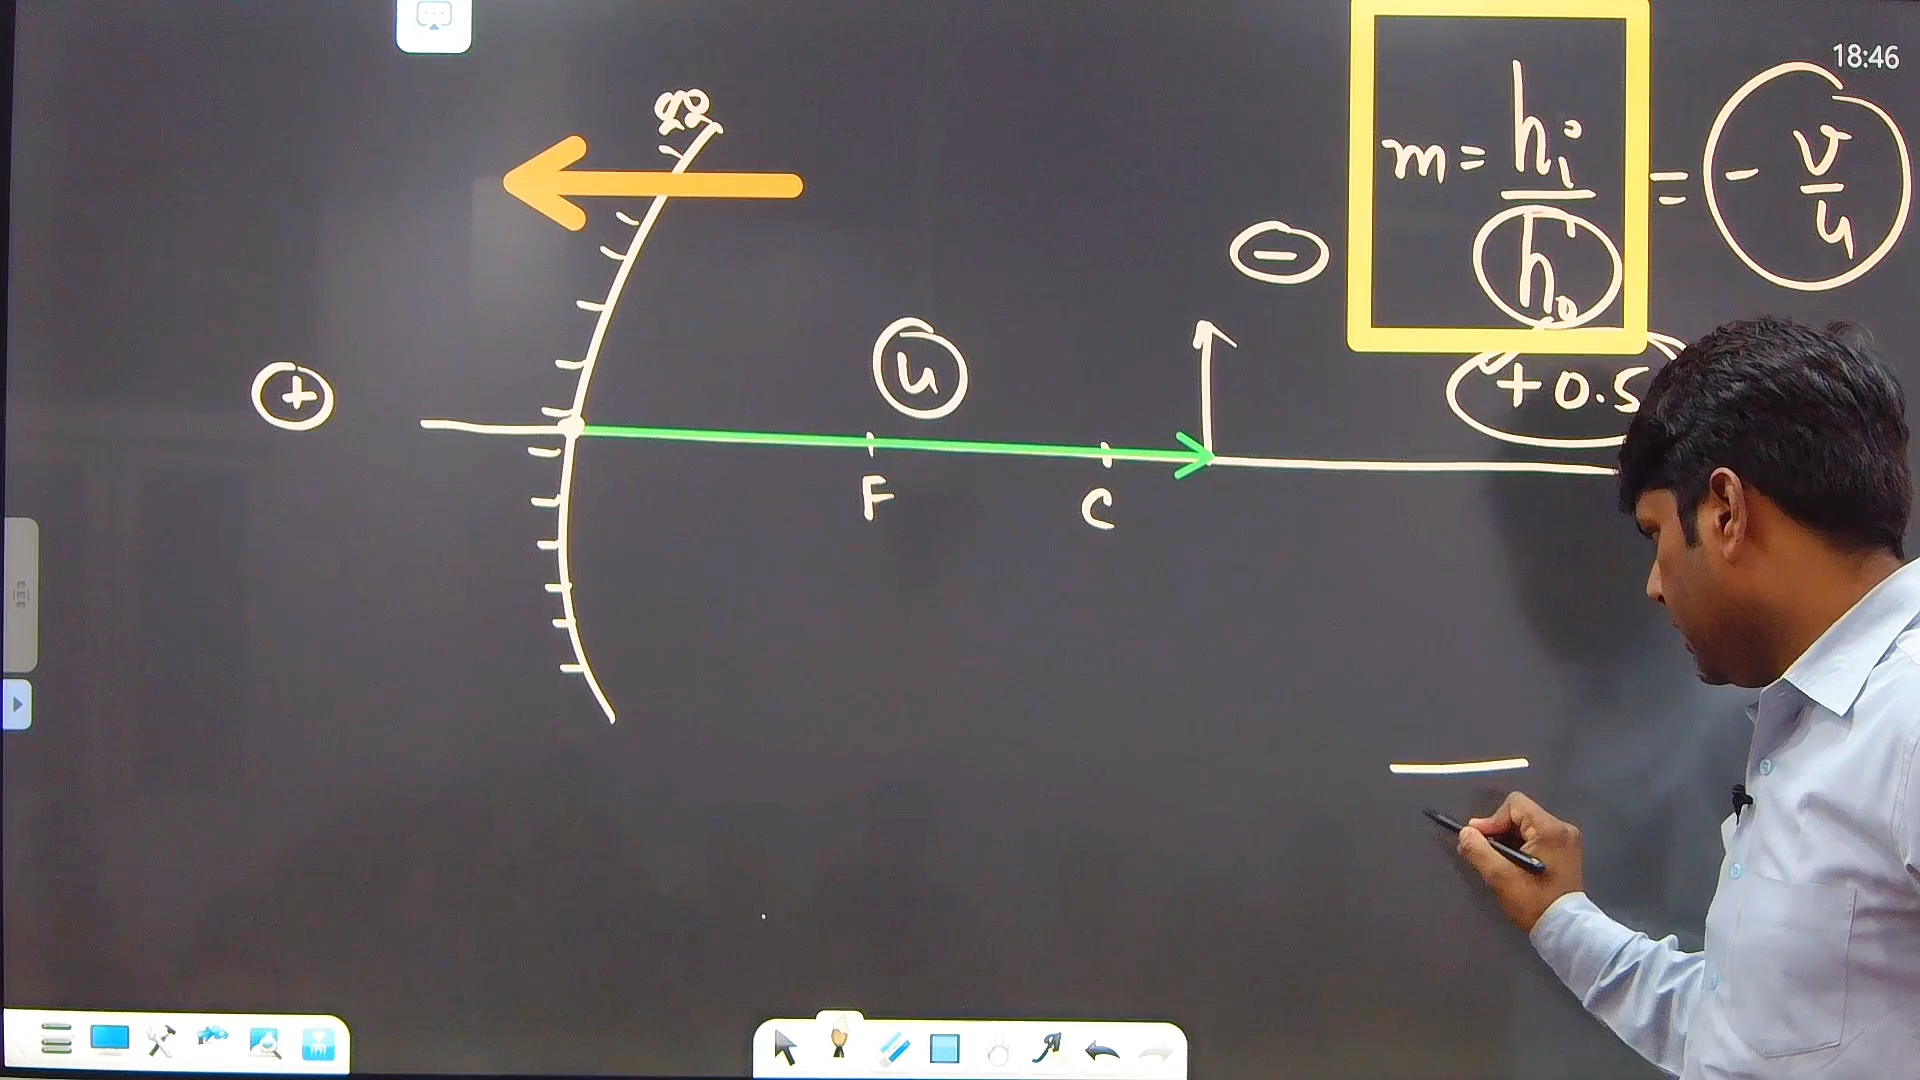 18:46
m = hi/ho = - v/u
-
+0.5
u
+
F
C